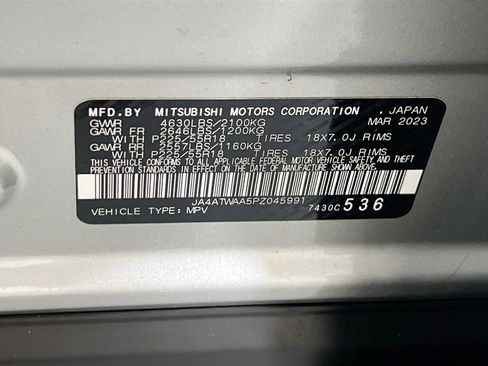 MFD.BY MITSUBISHI MOTORS CORPORATION , JAPAN
GVWR 4630LBS/2100KG MAR 2023
GAWR FR 2646LBS/1200KG
WITH P225/55R18 TIRES 18X7.0J RIMS
GAWR RR 2557LBS/1160KG
WITH P225/55R18 TIRES 18X7.0J RIMS
THIS VEHICLE CONFORMS TO ALL APPLICABLE FEDERAL MOTOR VEHICLE SAFETY AND THEFT
PREVENTION STANDARDS IN EFFECT ON THE DATE OF MANUFACTURE SHOWN ABOVE.
JA4ATWAA5PZ045991
VEHICLE TYPE: MPV 7430C 536